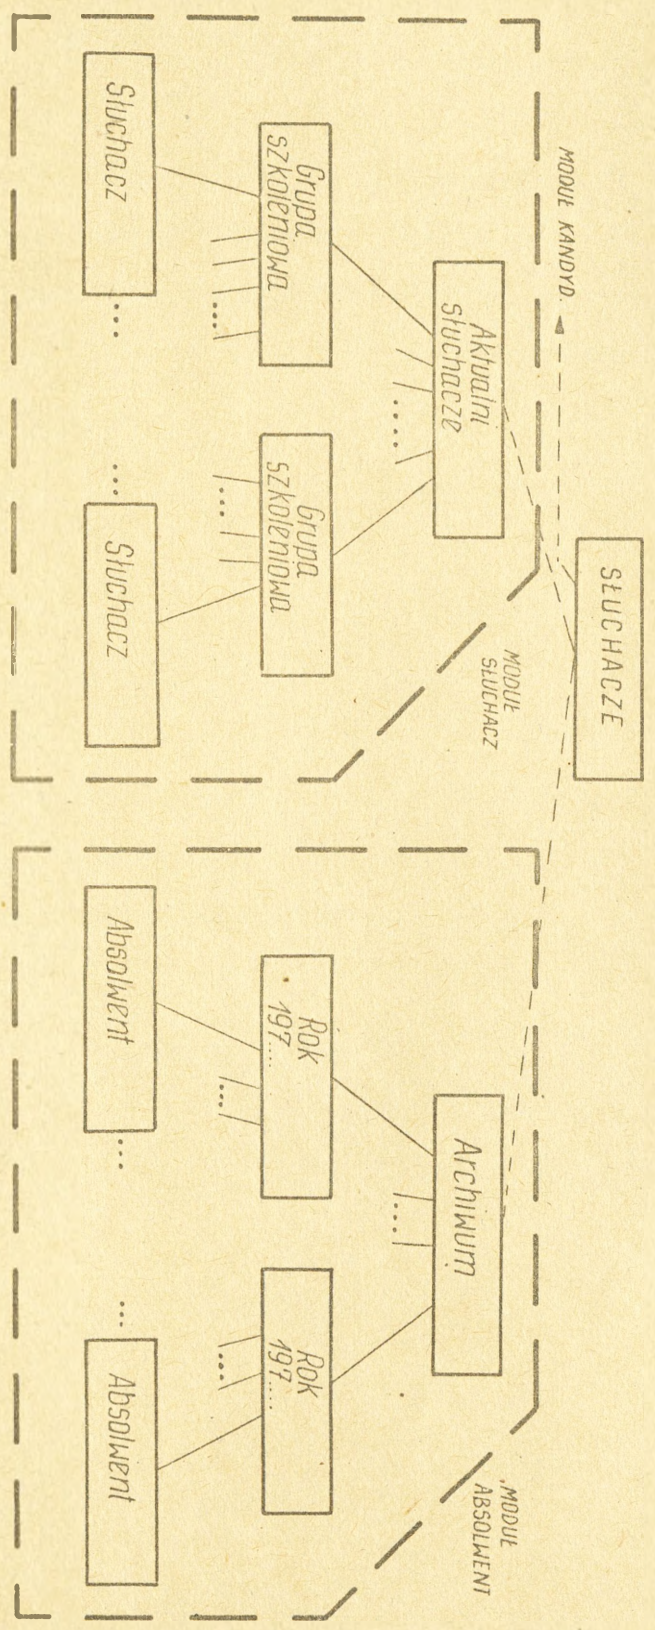 SŁUCHACZE
MODUŁ KANDYD.
Aktualni
słuchacze
MODUŁ
SŁUCHACZ
Archiwum
MODUŁ
ABSOLWENT
Grupa
szkoleniowa
....
Grupa
szkoleniowa
Rok
197....
....
Rok
197....
...
...
...
...
Słuchacz
...
...
Słuchacz
Absolwent
...
...
Absolwent